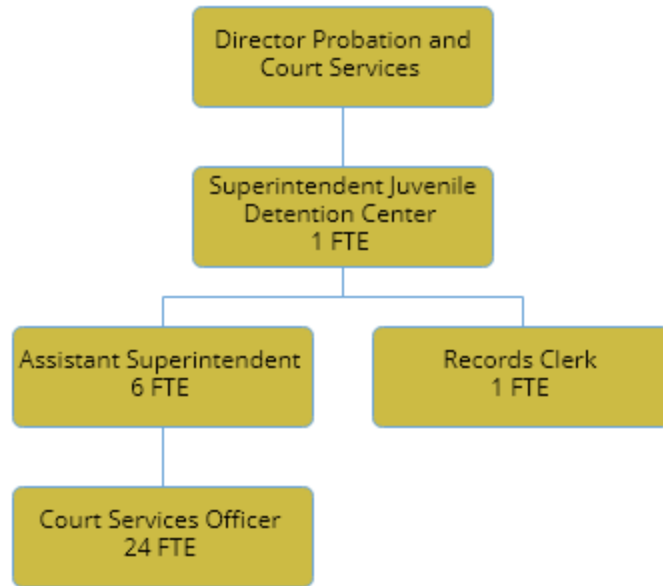 Director Probation and
Court Services
Superintendent Juvenile
Detention Center
1 FTE
Assistant Superintendent
6 FTE
Records Clerk
1 FTE
Court Services Officer
24 FTE